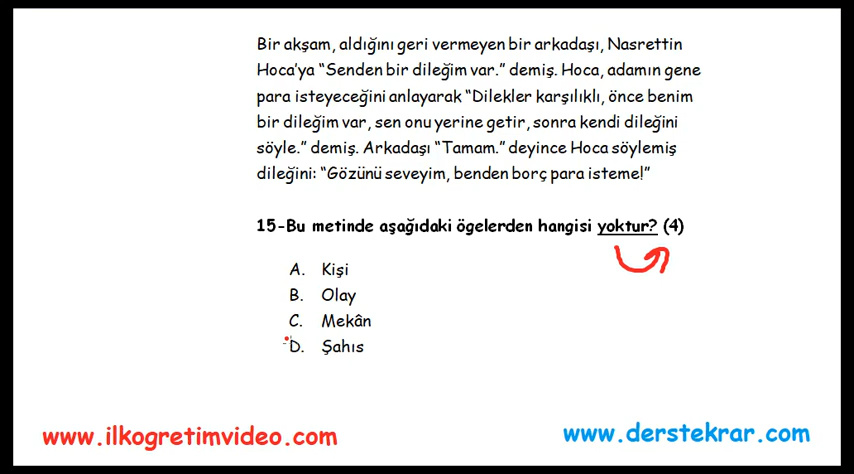 Bir akşam, aldığını geri vermeyen bir arkadaşı, Nasrettin
Hoca'ya “Senden bir dileğim var.” demiş. Hoca, adamın gene
para isteyeceğini anlayarak “Dilekler karşılıklı, önce benim
bir dileğim var, sen onu yerine getir, sonra kendi dileğini
söyle.” demiş. Arkadaşı “Tamam.” deyince Hoca söylemiş
dileğini: “Gözünü seveyim, benden borç para isteme!”
15-Bu metinde aşağıdaki ögelerden hangisi yoktur? (4)
A. Kişi
B. Olay
C. Mekân
D. Şahıs
www.ilkogretimvideo.com
www.derstekrar.com